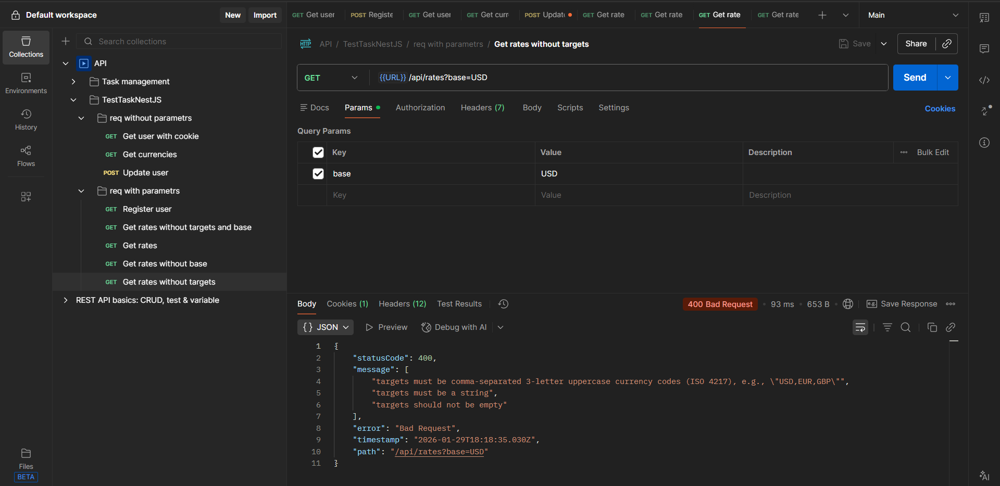 Default workspace
New
Import
GET Get user
POST Registe
GET Get user
GET Get curr
POST Updat
GET Get rate
GET Get rate
GET Get rate
GET Get rate
Main
Collections
Environments
History
Flows
Files
BETA
Search collections
API
Task management
TestTaskNestJS
req without parametrs
GET Get user with cookie
GET Get currencies
POST Update user
req with parametrs
GET Register user
GET Get rates without targets and base
GET Get rates
GET Get rates without base
GET Get rates without targets
REST API basics: CRUD, test & variable
HTTP API / TestTaskNestJS / req with parametrs / Get rates without targets
Save
Share
GET {{URL}} /api/rates?base=USD
Send
Docs Params Authorization Headers (7) Body Scripts Settings
Cookies
Query Params
Key Value Description Bulk Edit
base USD
Key Value Description
Body Cookies (1) Headers (12) Test Results
400 Bad Request • 93 ms • 653 B
e.g. Save Response
{} JSON Preview Debug with AI
1 {
2 "statusCode": 400,
3 "message": [
4 "targets must be comma-separated 3-letter uppercase currency codes (ISO 4217), e.g., \"USD,EUR,GBP\"",
5 "targets must be a string",
6 "targets should not be empty"
7 ],
8 "error": "Bad Request",
9 "timestamp": "2026-01-29T18:18:35.030Z",
10 "path": "/api/rates?base=USD"
11 }
AI